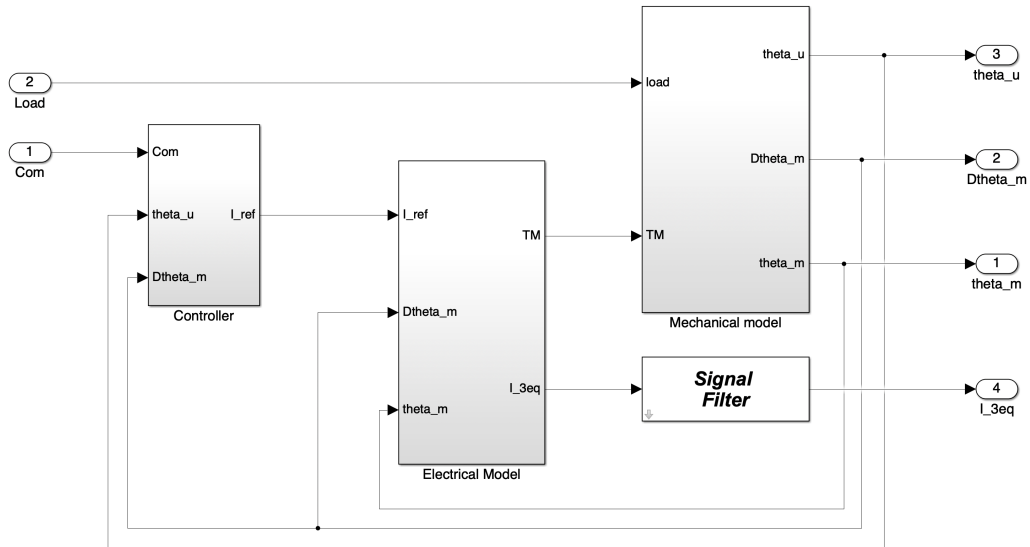 2
Load
1
Com
Com
theta_u
I_ref
Dtheta_m
Controller
I_ref
TM
Dtheta_m
I_3eq
theta_m
Electrical Model
theta_u
load
Dtheta_m
TM
theta_m
Mechanical model
Signal
Filter
3
theta_u
2
Dtheta_m
1
theta_m
4
I_3eq